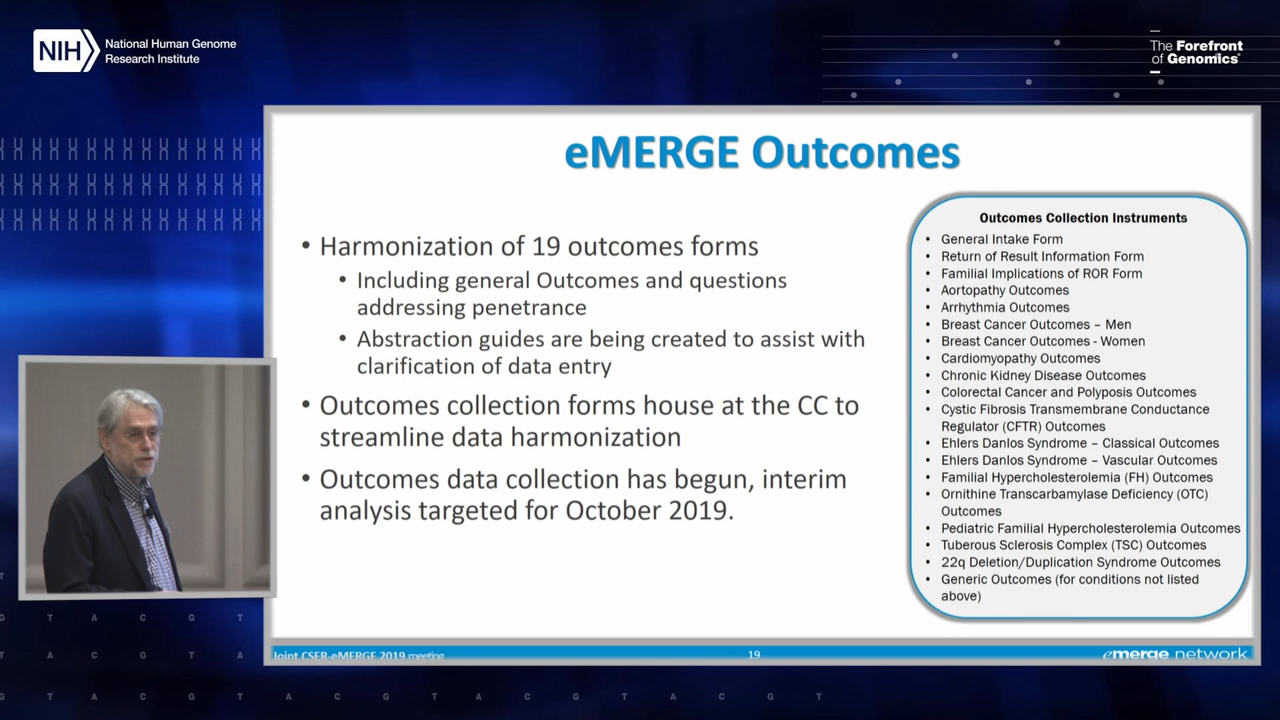 NIH
National Human Genome
Research Institute
The Forefront
of Genomics®
eMERGE Outcomes
• Harmonization of 19 outcomes forms
• Including general Outcomes and questions
addressing penetrance
• Abstraction guides are being created to assist with
clarification of data entry
• Outcomes collection forms house at the CC to
streamline data harmonization
• Outcomes data collection has begun, interim
analysis targeted for October 2019.
Outcomes Collection Instruments
• General Intake Form
• Return of Result Information Form
• Familial Implications of ROR Form
• Aortopathy Outcomes
• Arrhythmia Outcomes
• Breast Cancer Outcomes – Men
• Breast Cancer Outcomes - Women
• Cardiomyopathy Outcomes
• Chronic Kidney Disease Outcomes
• Colorectal Cancer and Polyposis Outcomes
• Cystic Fibrosis Transmembrane Conductance
Regulator (CFTR) Outcomes
• Ehlers Danlos Syndrome – Classical Outcomes
• Ehlers Danlos Syndrome – Vascular Outcomes
• Familial Hypercholesterolemia (FH) Outcomes
• Ornithine Transcarbamylase Deficiency (OTC)
Outcomes
• Pediatric Familial Hypercholesterolemia Outcomes
• Tuberous Sclerosis Complex (TSC) Outcomes
• 22q Deletion/Duplication Syndrome Outcomes
• Generic Outcomes (for conditions not listed
above)
Joint CSER-eMERGE 2019 meeting
19
emerge network
T
G T A C G T
T A C G T A
G T A C G T A C G T A C G T A C G T